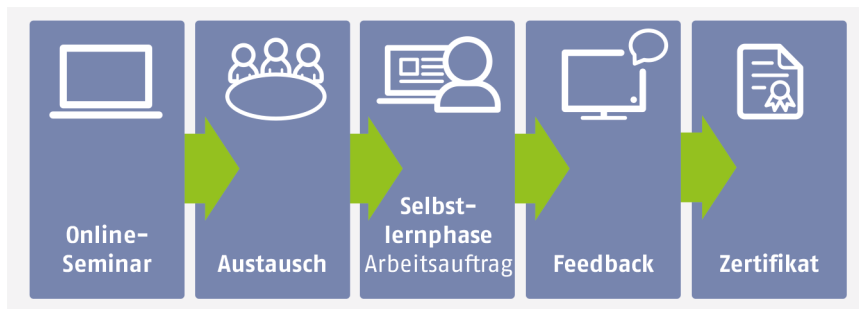 Online-
Seminar
Austausch
Selbst-
lernphase
Arbeitsauftrag
Feedback
Zertifikat